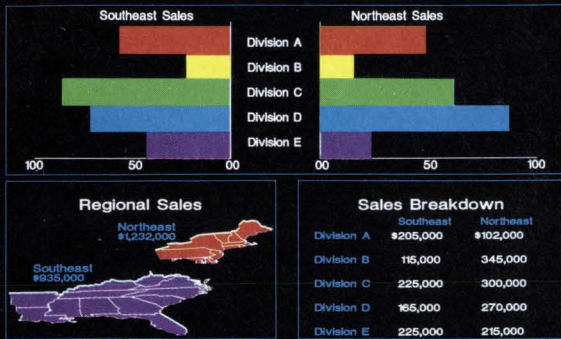 Southeast Sales Northeast Sales
Division A
Division B
Division C
Division D
Division E
100 50 00 00 50 100
Regional Sales
Northeast
$1,232,000
Southeast
$935,000
Sales Breakdown
Southeast Northeast
Division A $205,000 $102,000
Division B 115,000 345,000
Division C 225,000 300,000
Division D 165,000 270,000
Division E 225,000 215,000